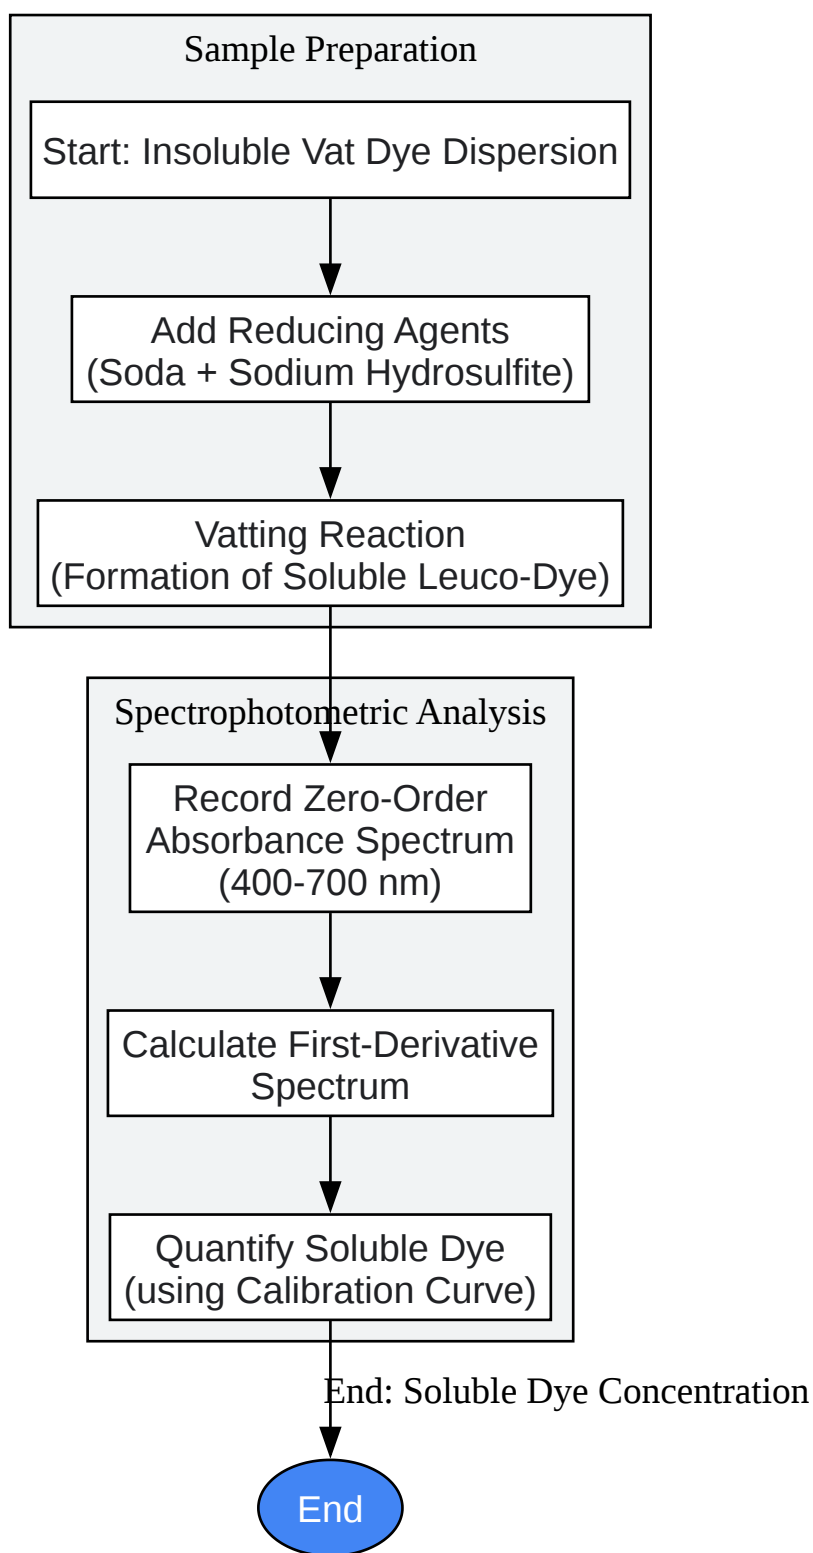 Sample Preparation
Start: Insoluble Vat Dye Dispersion
Add Reducing Agents
(Soda + Sodium Hydrosulfite)
Vatting Reaction
(Formation of Soluble Leuco-Dye)
Spectrophotometric Analysis
Record Zero-Order
Absorbance Spectrum
(400-700 nm)
Calculate First-Derivative
Spectrum
Quantify Soluble Dye
(using Calibration Curve)
End: Soluble Dye Concentration
End